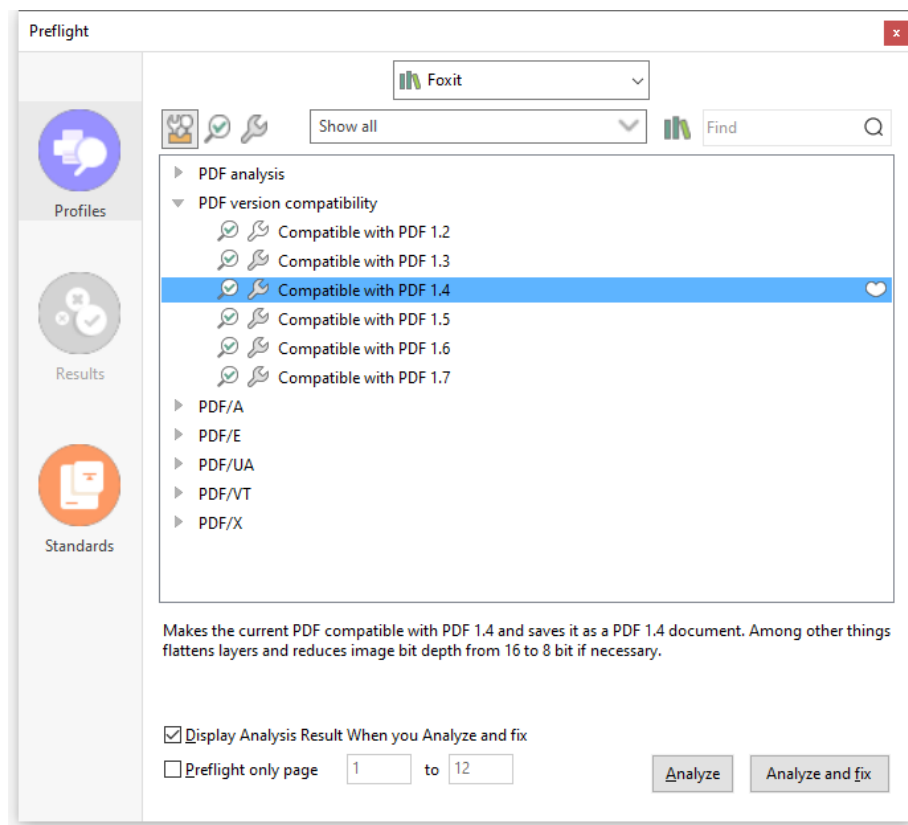 Preflight
x
Foxit
Show all
Find
PDF analysis
PDF version compatibility
Compatible with PDF 1.2
Compatible with PDF 1.3
Compatible with PDF 1.4
Compatible with PDF 1.5
Compatible with PDF 1.6
Compatible with PDF 1.7
PDF/A
PDF/E
PDF/UA
PDF/VT
PDF/X
Profiles
Results
Standards
Makes the current PDF compatible with PDF 1.4 and saves it as a PDF 1.4 document. Among other things
flattens layers and reduces image bit depth from 16 to 8 bit if necessary.
Display Analysis Result When you Analyze and fix
Preflight only page 1 to 12
Analyze
Analyze and fix